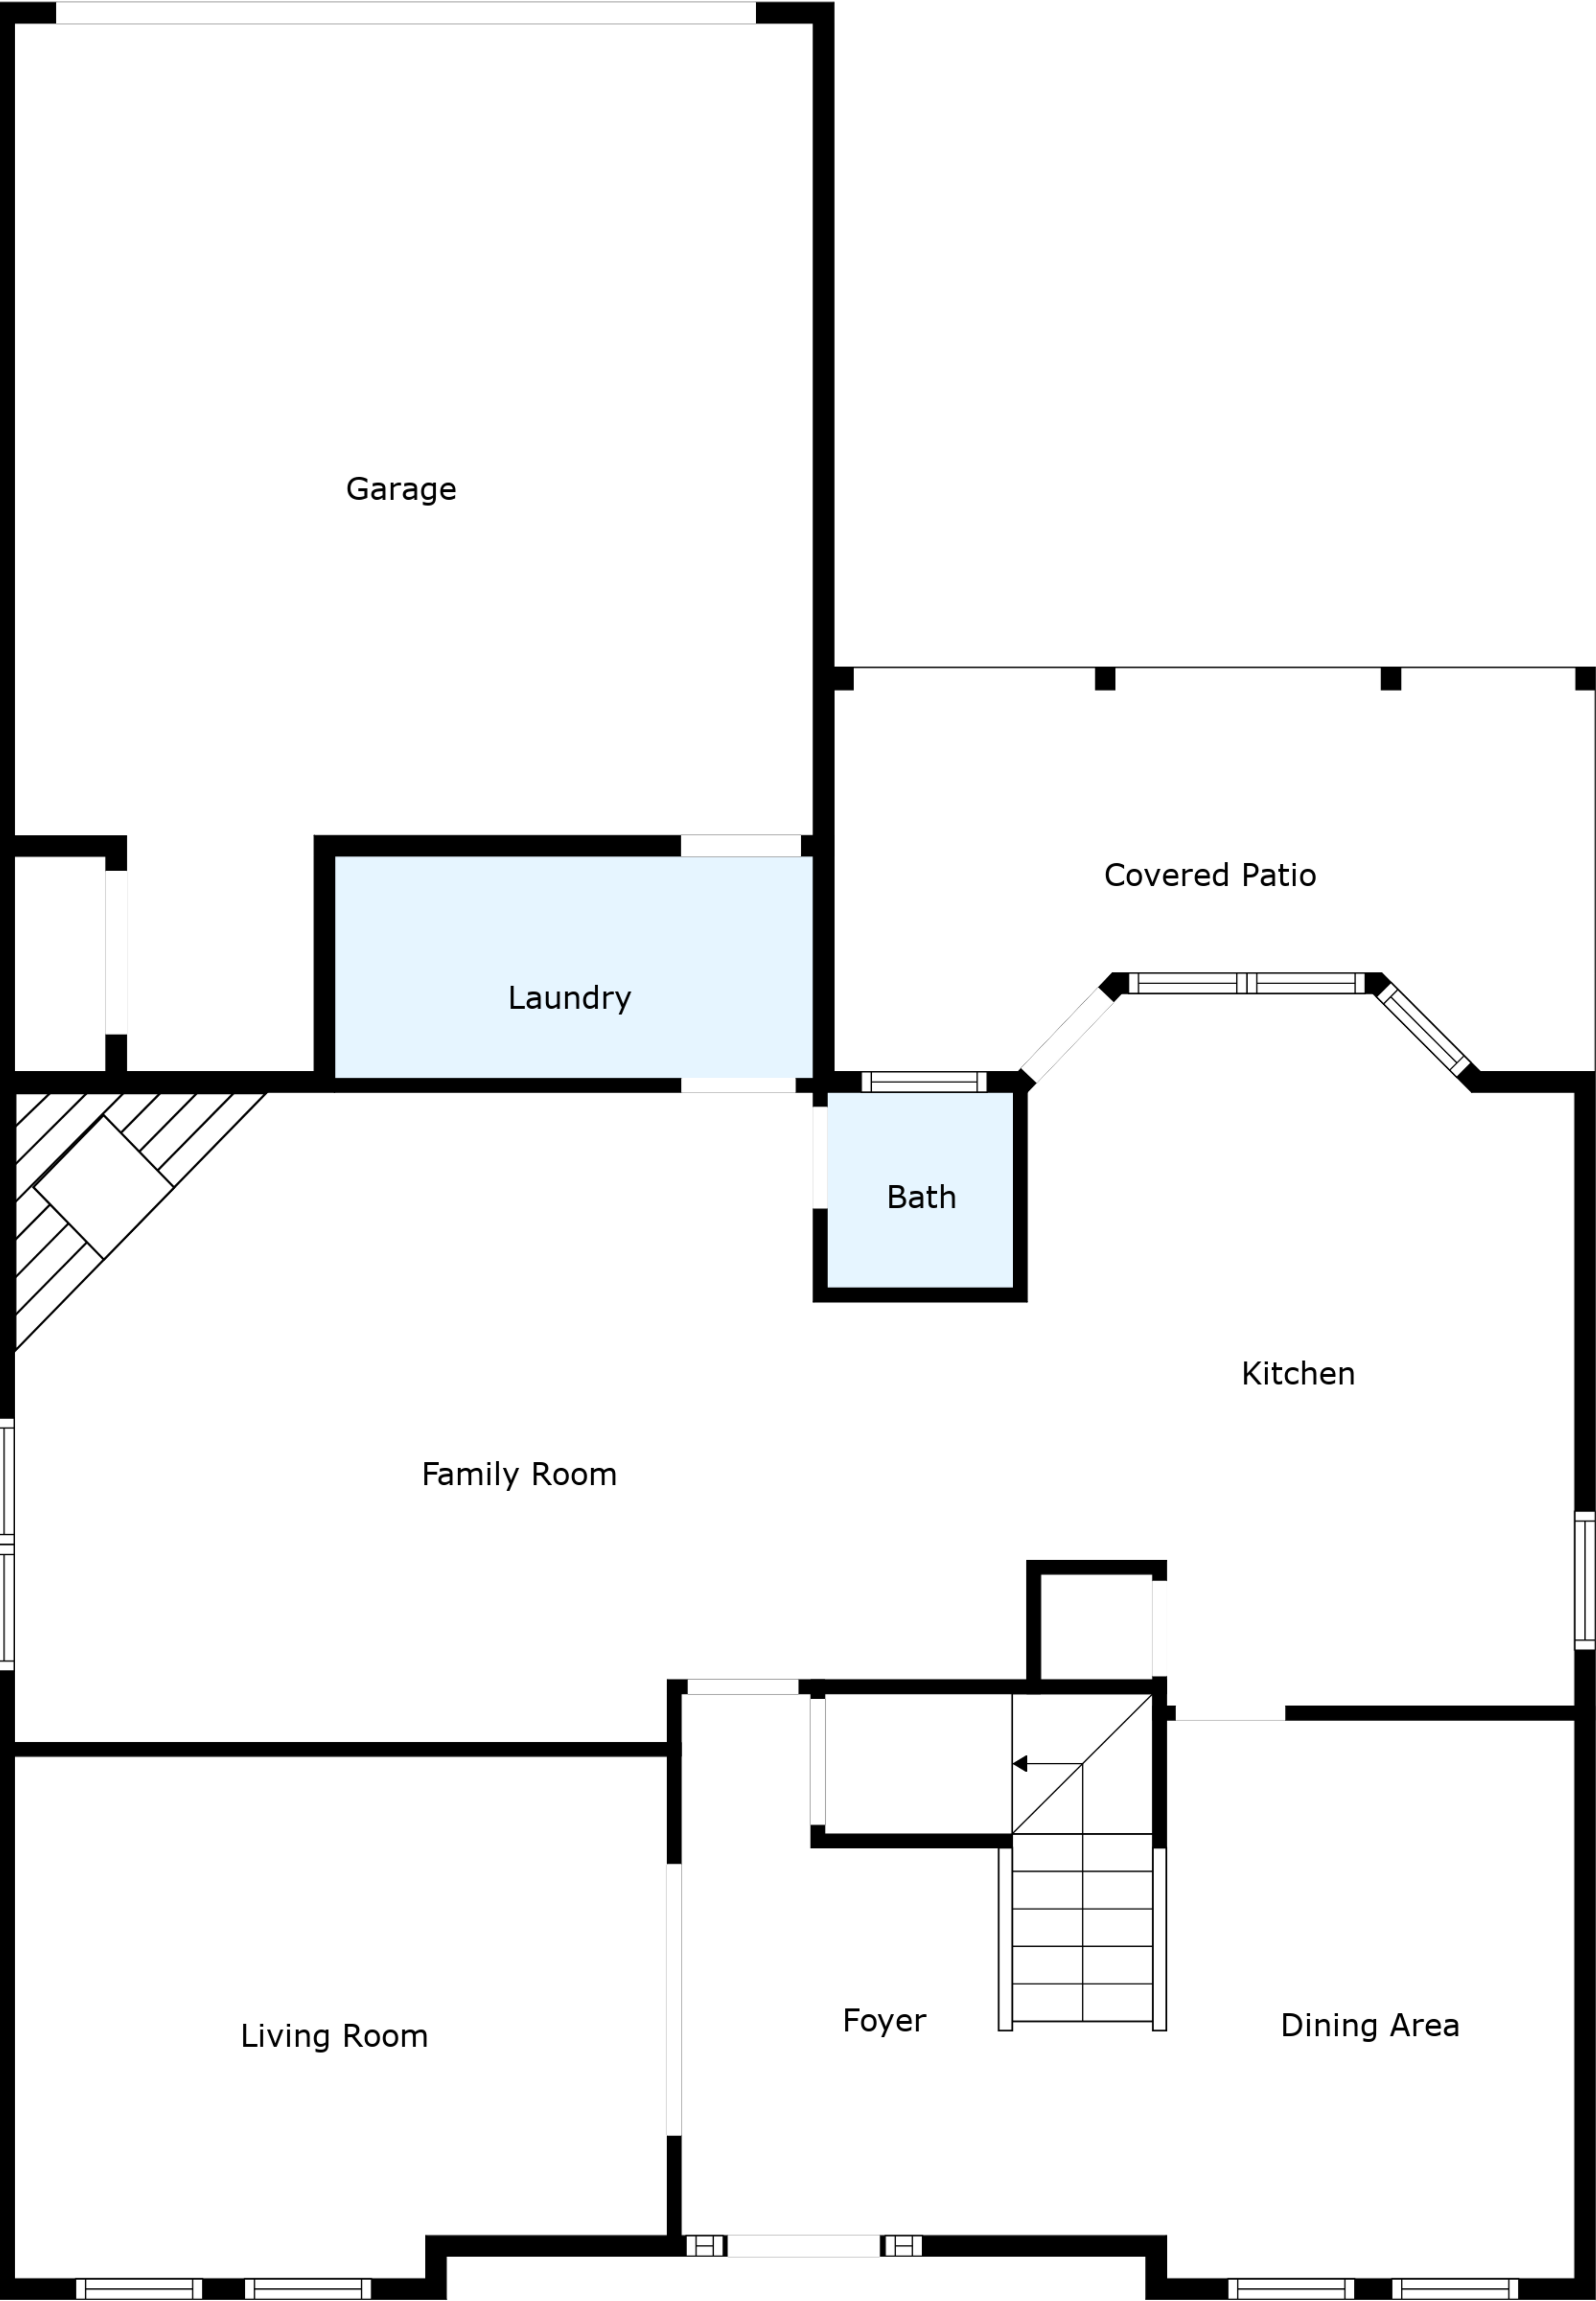 Garage
Covered Patio
Laundry
Bath
Kitchen
Family Room
Foyer
Dining Area
Living Room